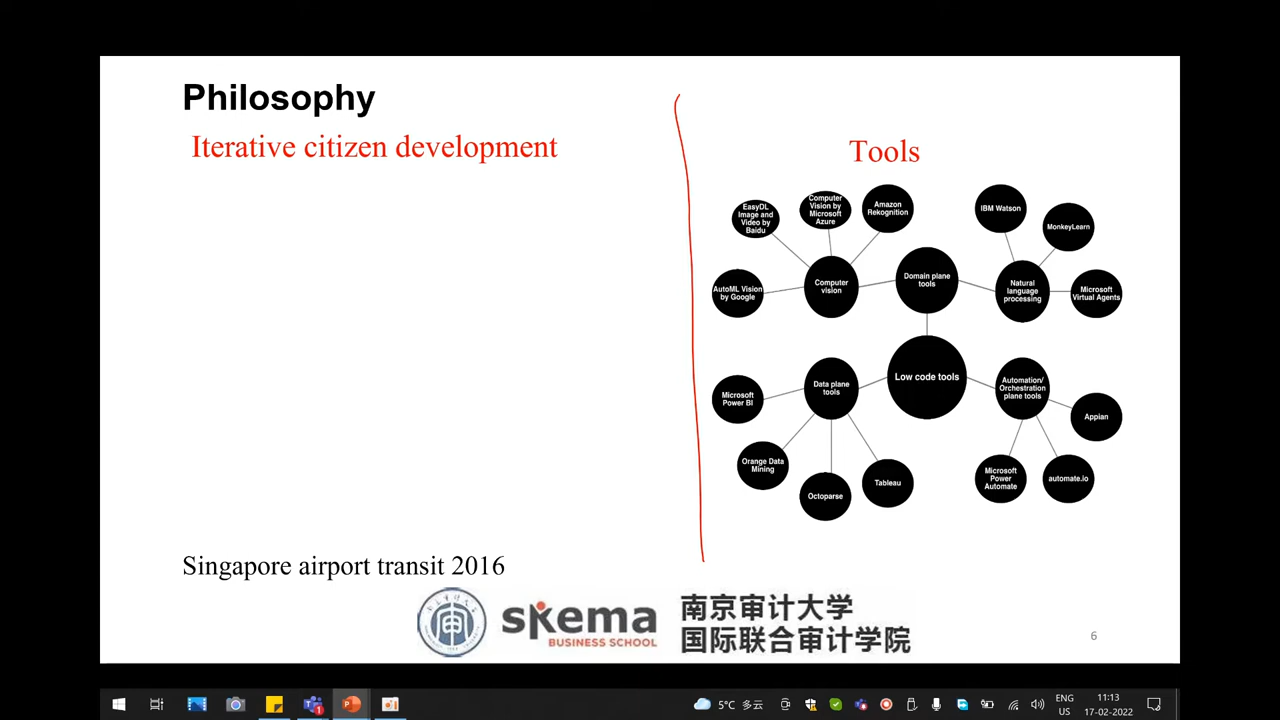 Philosophy
Iterative citizen development
Tools
EasyDL
Image and
Video by
Baidu
Computer
Vision by
Microsoft
Azure
Amazon
Rekognition
IBM Watson
MonkeyLearn
AutoML Vision
by Google
Computer
vision
Domain plane
tools
Natural
language
processing
Microsoft
Virtual Agents
Low code tools
Microsoft
Power BI
Data plane
tools
Automation/
Orchestration
plane tools
Appian
Orange Data
Mining
Octoparse
Tableau
Microsoft
Power
Automate
automate.io
Singapore airport transit 2016
skema
BUSINESS SCHOOL
南京审计大学
国际联合审计学院
6
5°C 多云
ENG
US
11:13
17-02-2022